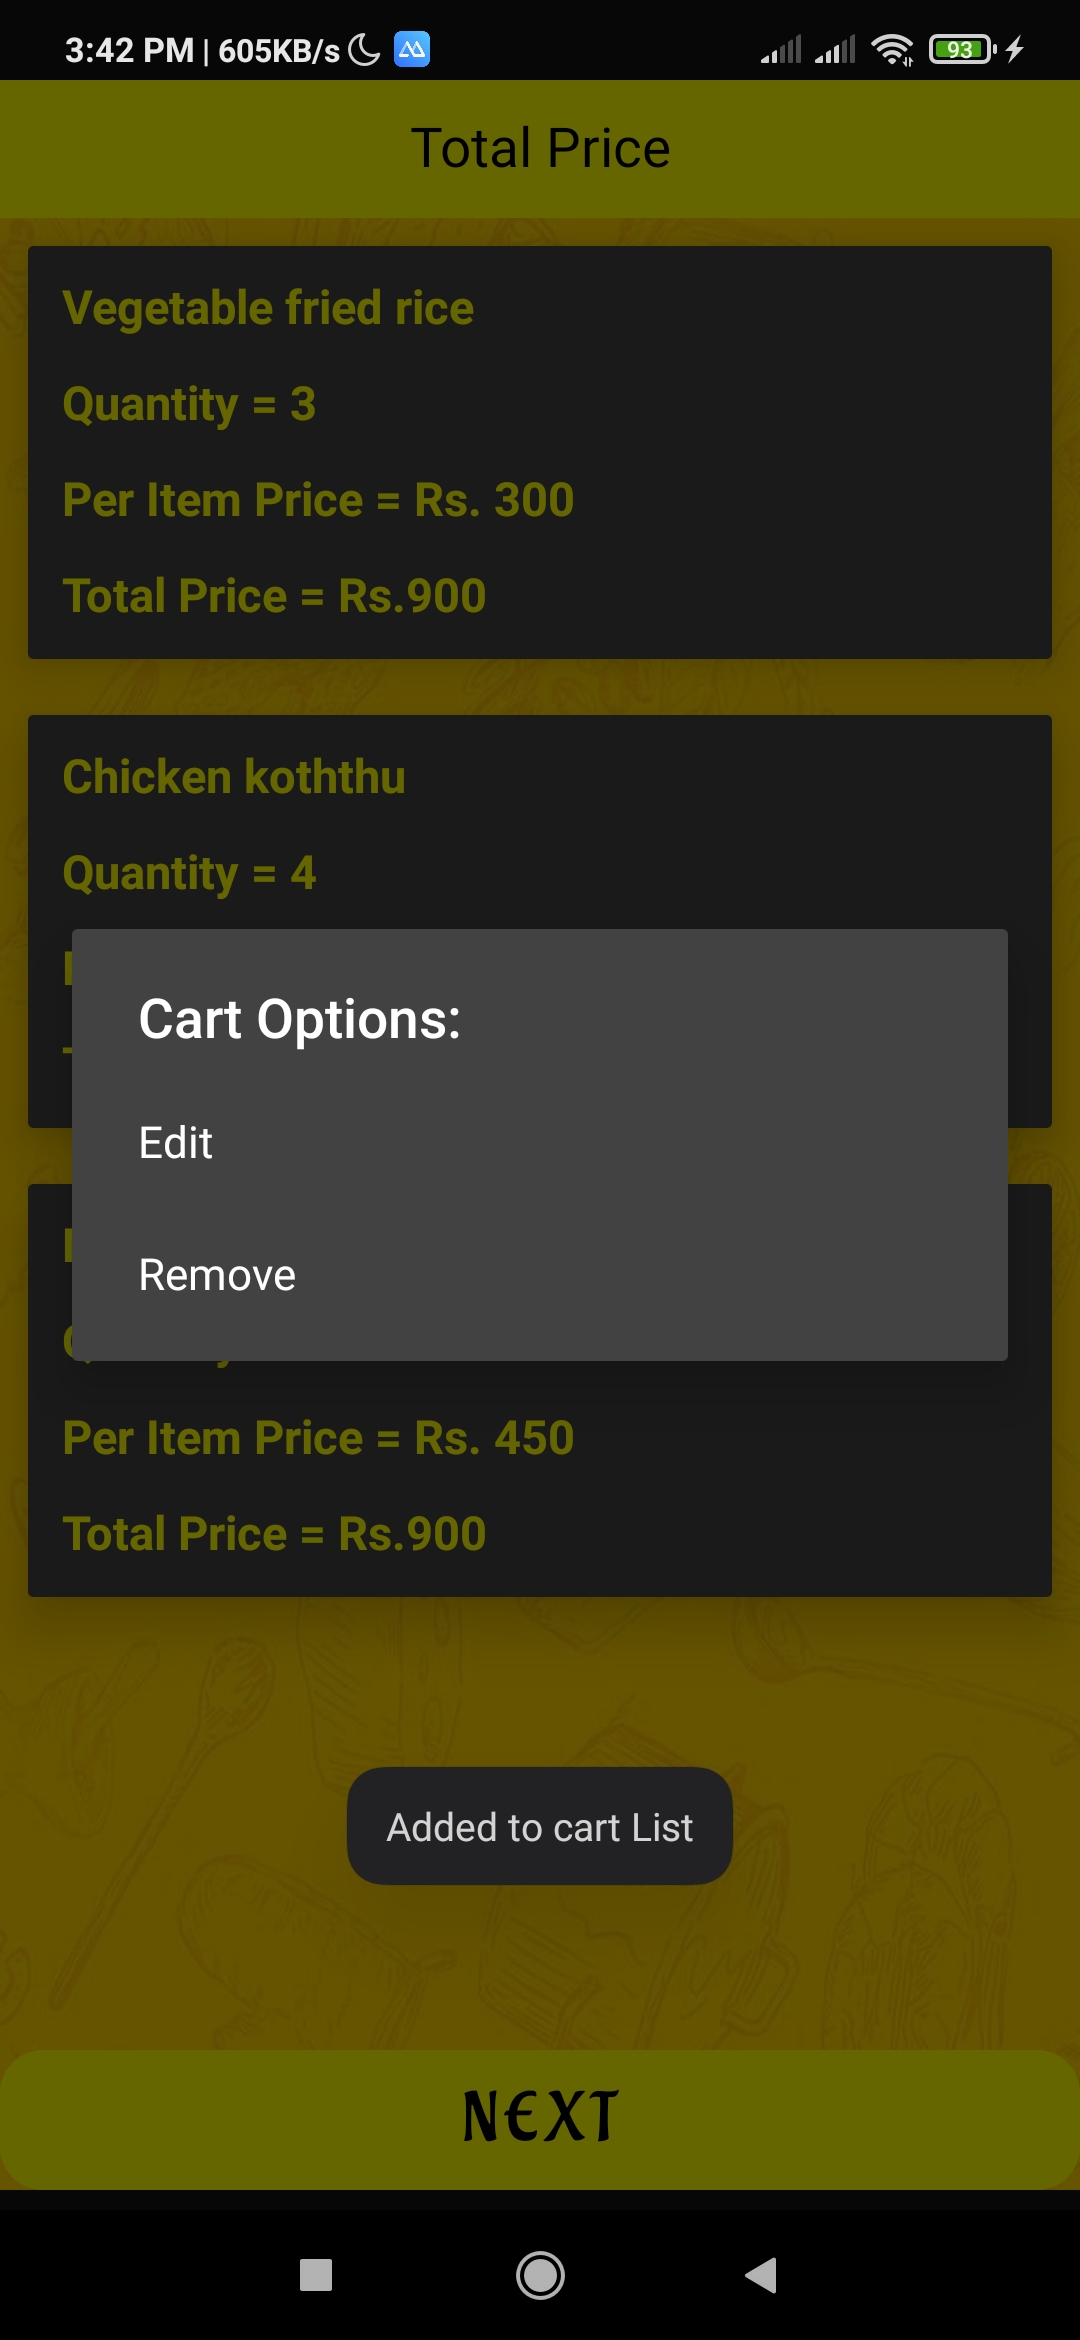 3:42 PM | 605KB/s
93
Total Price
Vegetable fried rice
Quantity = 3
Per Item Price = Rs. 300
Total Price = Rs.900
Chicken koththu
Quantity = 4
Cart Options:
Edit
Remove
Per Item Price = Rs. 450
Total Price = Rs.900
Added to cart List
NEXT